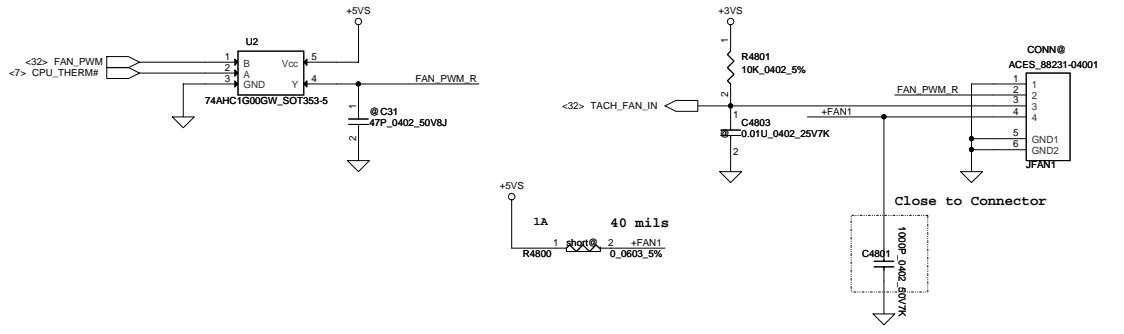 +5VS
U2
<32> FAN_PWM
<7> CPU_THERM#
1
2
3
B
A
GND
Vcc
Y
5
4
FAN_PWM_R
74AHC1G00GW_SOT353-5
1
@ C31
47P_0402_50V8J
2
+3VS
1
R4801
10K_0402_5%
2
<32> TACH_FAN_IN
1
C4803
@ 0.01U_0402_25V7K
2
CONN@
ACES_88231-04001
1
2
3
4
5
6
1
2
3
4
GND1
GND2
JFAN1
FAN_PWM_R
+FAN1
Close to Connector
C4801
1000P_0402_50V7K
+5VS
1A
40 mils
1
short@
2
+FAN1
R4800
0_0603_5%